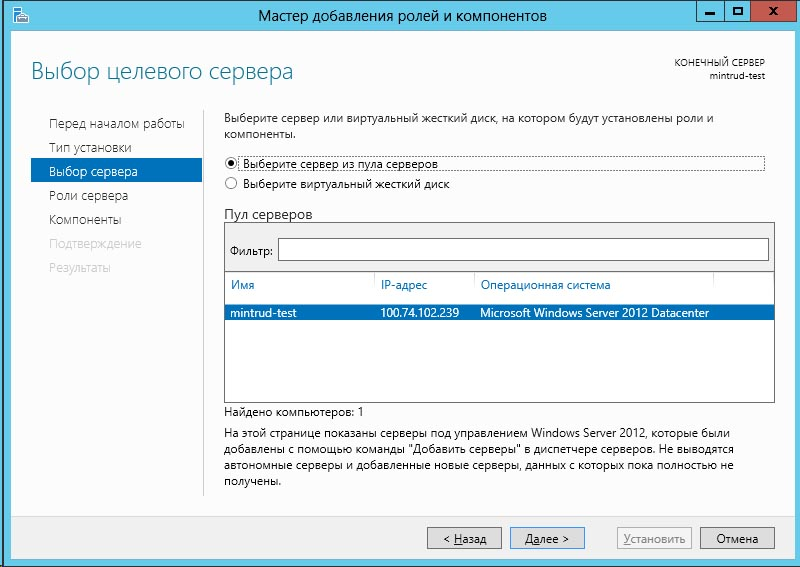 Мастер добавления ролей и компонентов
Выбор целевого сервера
КОНЕЧНЫЙ СЕРВЕР
mintrud-test
Перед началом работы
Тип установки
Выбор сервера
Роли сервера
Компоненты
Подтверждение
Результаты
Выберите сервер или виртуальный жесткий диск, на котором будут установлены роли и
компоненты.
Выберите сервер из пула серверов
Выберите виртуальный жесткий диск
Пул серверов
Фильтр:
Имя IP-адрес Операционная система
mintrud-test 100.74.102.239 Microsoft Windows Server 2012 Datacenter
Найдено компьютеров: 1
На этой странице показаны серверы под управлением Windows Server 2012, которые были
добавлены с помощью команды "Добавить серверы" в диспетчере серверов. Не выводятся
автономные серверы и добавленные новые серверы, данных с которых пока полностью не
получены.
< Назад Далее > Установить Отмена